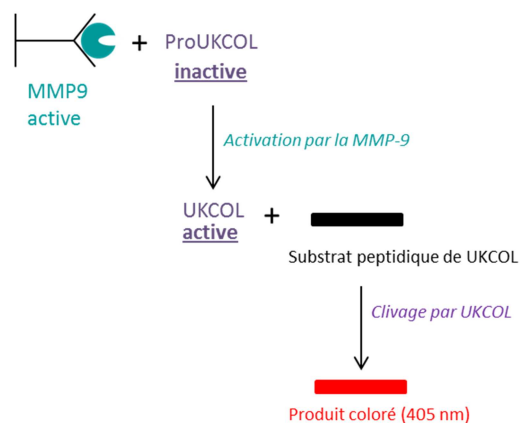 + ProUKCOL
inactive
MMP9
active
Activation par la MMP-9
UKCOL +
active
Substrat peptidique de UKCOL
Clivage par UKCOL
Produit coloré (405 nm)